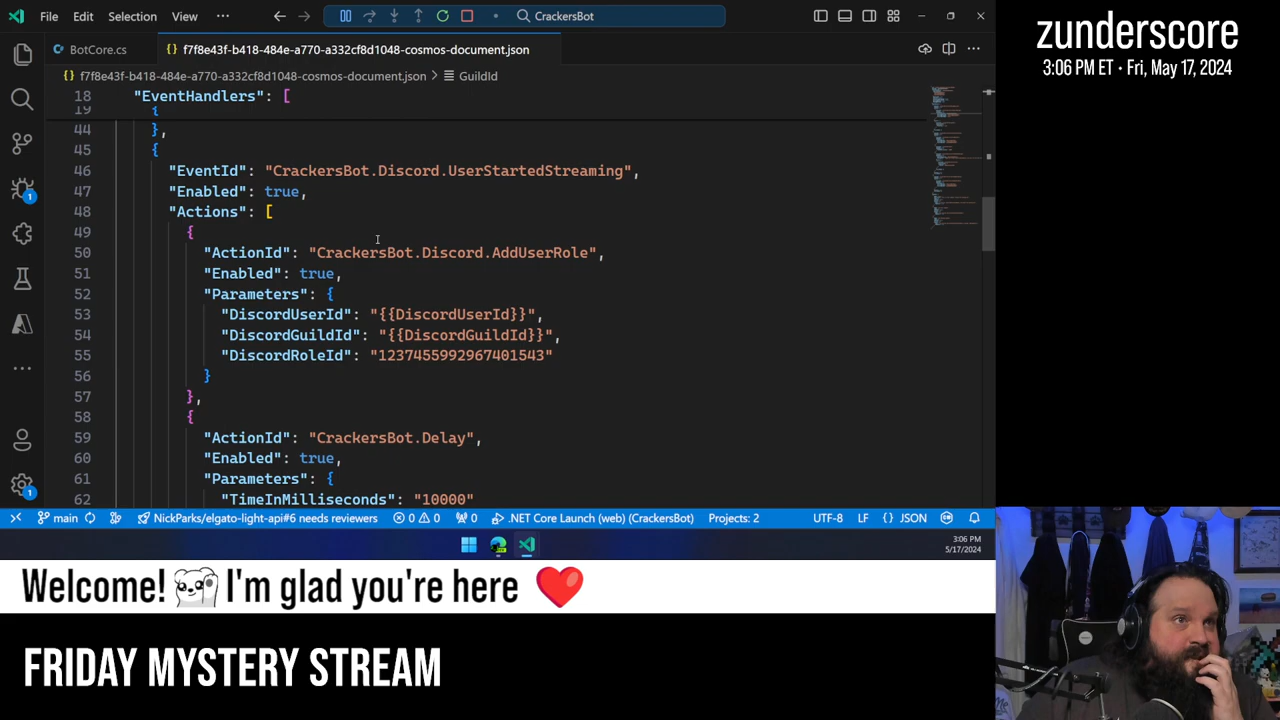 File Edit Selection View ··· CrackersBot
BotCore.cs {} f7f8e43f-b418-484e-a770-a332cf8d1048-cosmos-document.json
{} f7f8e43f-b418-484e-a770-a332cf8d1048-cosmos-document.json > GuildId
18 "EventHandlers": [
19 {
44 },
45 {
46 "EventId": "CrackersBot.Discord.UserStartedStreaming",
47 "Enabled": true,
48 "Actions": [
49 {
50 "ActionId": "CrackersBot.Discord.AddUserRole",
51 "Enabled": true,
52 "Parameters": {
53 "DiscordUserId": "{{DiscordUserId}}",
54 "DiscordGuildId": "{{DiscordGuildId}}",
55 "DiscordRoleId": "1237455992967401543"
56 }
57 },
58 {
59 "ActionId": "CrackersBot.Delay",
60 "Enabled": true,
61 "Parameters": {
62 "TimeInMilliseconds": "10000"
1
1
main NickParks/elgato-light-api#6 needs reviewers 0 0 0 .NET Core Launch (web) (CrackersBot) Projects: 2 UTF-8 LF {} JSON
3:06 PM
5/17/2024
zunderscore
3:06 PM ET · Fri, May 17, 2024
Welcome! I'm glad you're here
FRIDAY MYSTERY STREAM